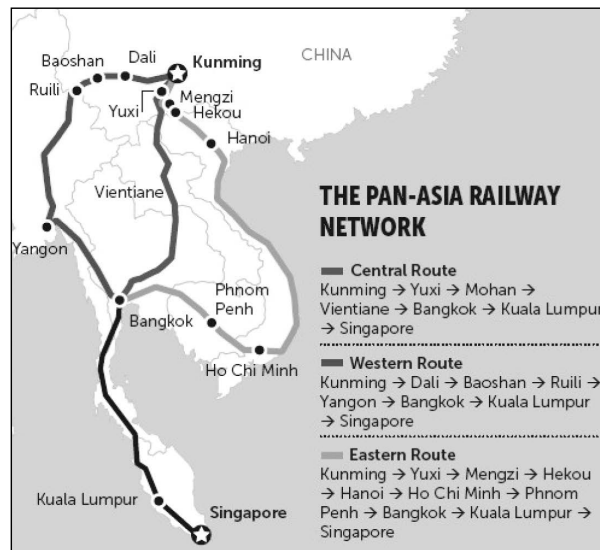 CHINA
Kunming
Dali
Baoshan
Ruili
Yuxi
Mengzi
Hekou
Hanoi
Vientiane
Yangon
Bangkok
Phnom
Penh
Ho Chi Minh
Kuala Lumpur
Singapore
THE PAN-ASIA RAILWAY
NETWORK
Central Route
Kunming → Yuxi → Mohan →
Vientiane → Bangkok → Kuala Lumpur
→ Singapore
Western Route
Kunming → Dali → Baoshan → Ruili →
Yangon → Bangkok → Kuala Lumpur
→ Singapore
Eastern Route
Kunming → Yuxi → Mengzi → Hekou
→ Hanoi → Ho Chi Minh → Phnom
Penh → Bangkok → Kuala Lumpur →
Singapore